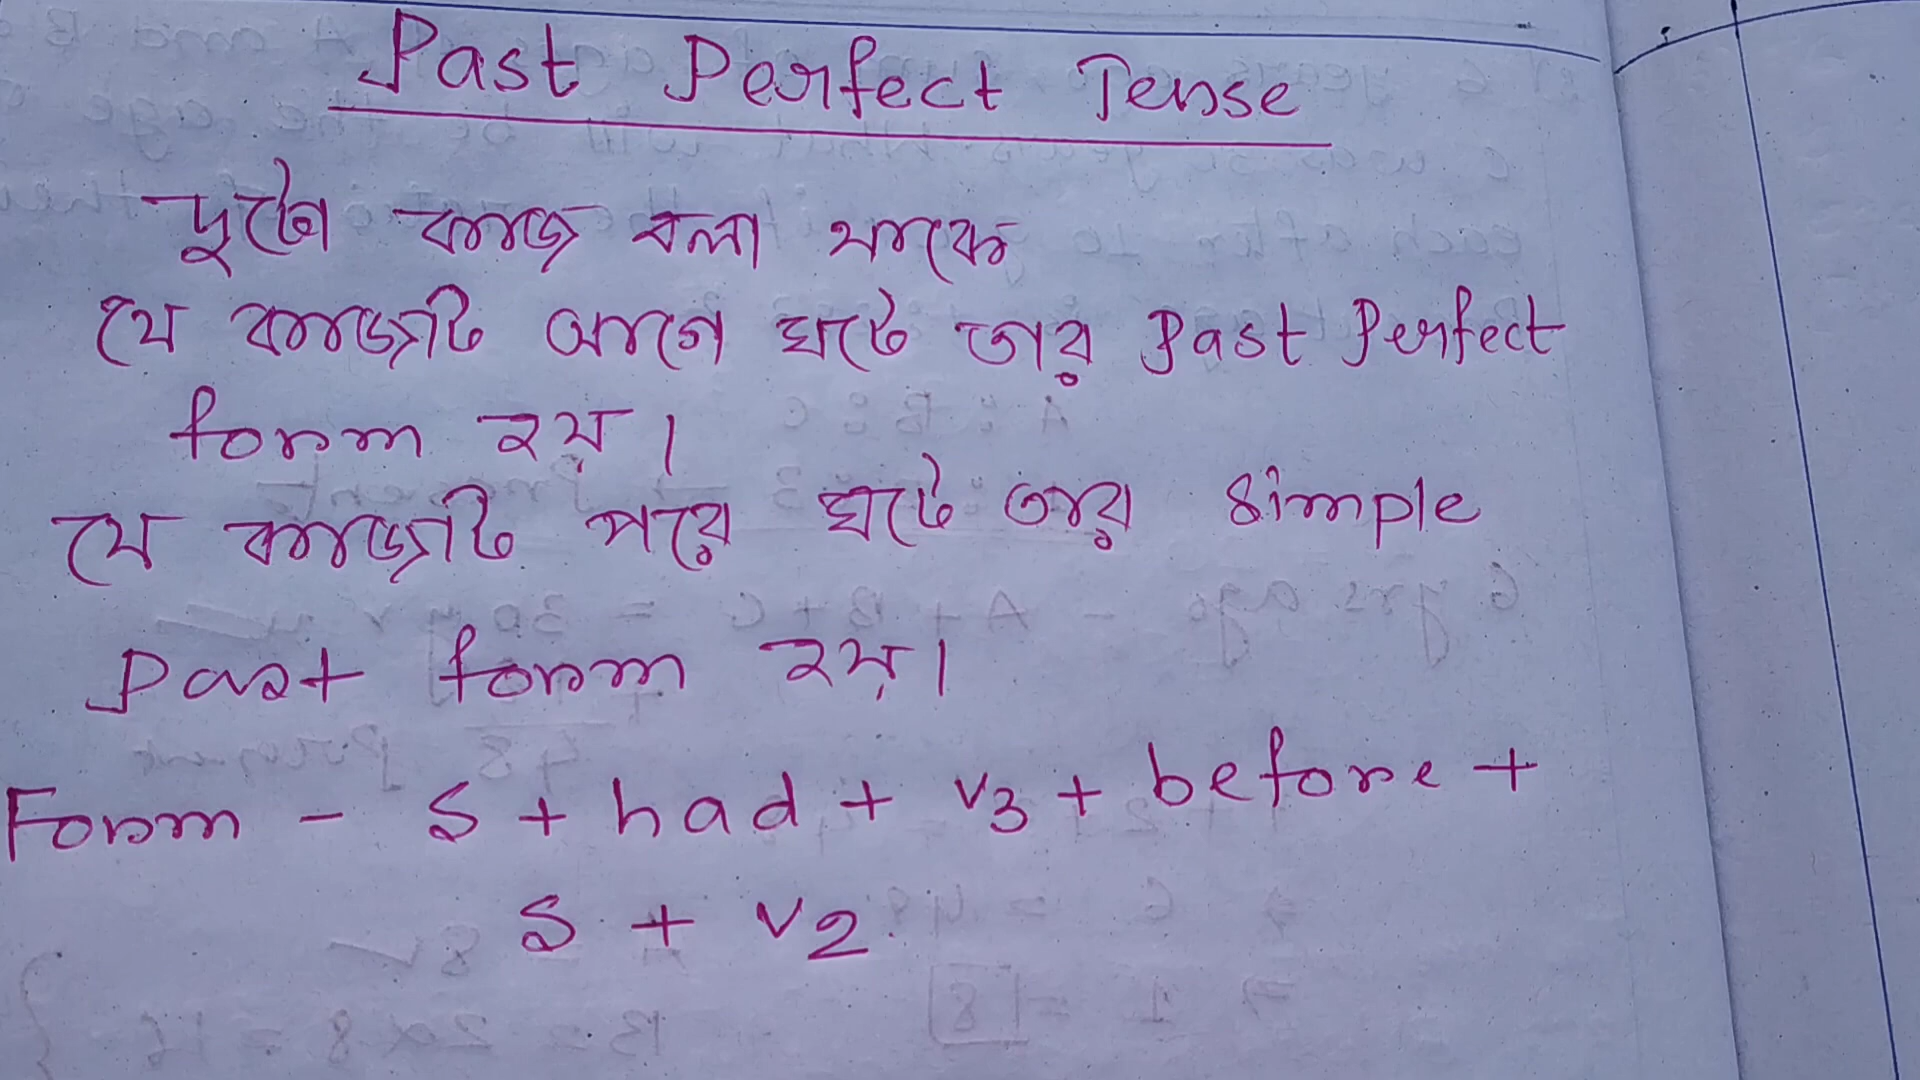 Past Perfect Tense
দুটো কাজ বলা থাকে
যে কাজটি আগে ঘটে তার Past Perfect
form হয়।
যে কাজটি পরে ঘটে তার simple
past form হয়।
Form - S + had + v3 + before +
S + v2